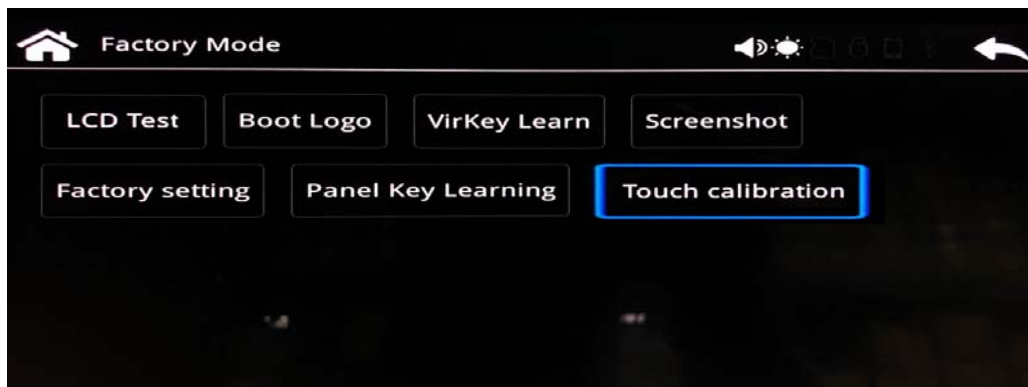 Factory Mode
LCD Test Boot Logo VirKey Learn Screenshot
Factory setting Panel Key Learning Touch calibration